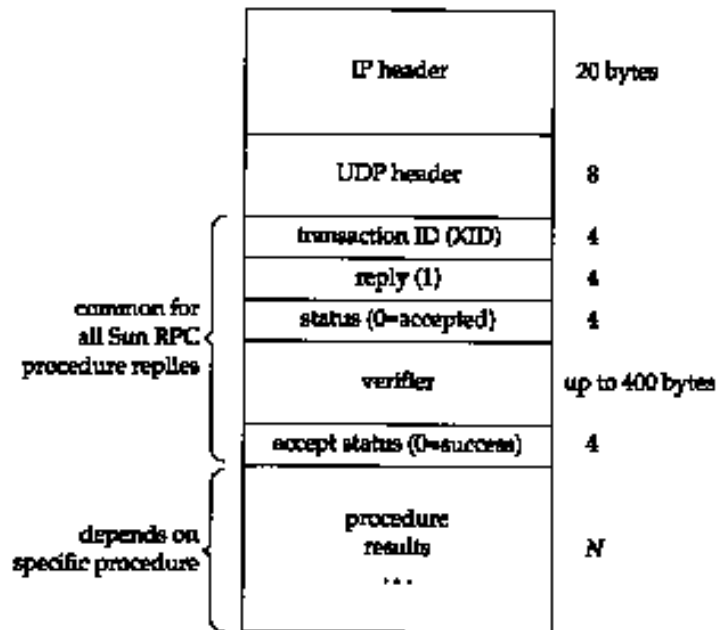 IP header 20 bytes
UDP header 8
transaction ID (XID) 4
reply (1) 4
status (0=accepted) 4
common for
all Sun RPC
procedure replies
verifier up to 400 bytes
accept status (0=success) 4
depends on
specific procedure
procedure
results
...
N